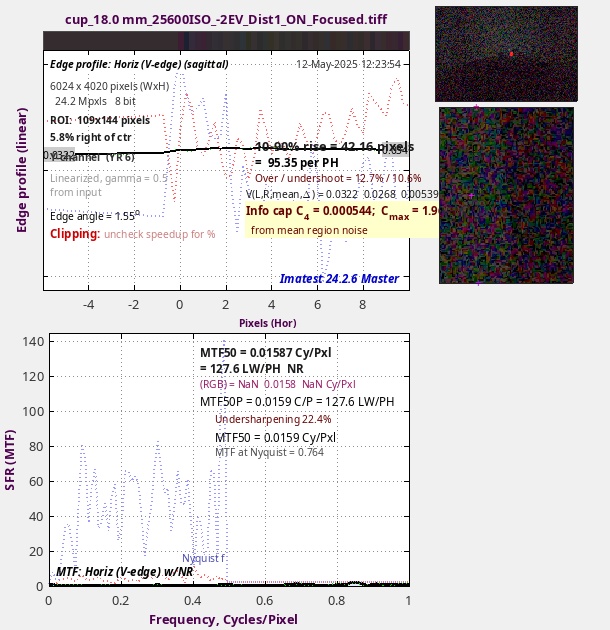 cup_18.0 mm_25600ISO_-2EV_Dist1_ON_Focused.tiff
Edge profile: Horiz (V-edge) (sagittal)
12-May-2025 12:23:54
6024 x 4020 pixels (WxH)
24.2 Mpxls 8 bit
ROI: 109x144 pixels
5.8% right of ctr
Y channel (YR6)
Linearized, gamma = 0.5
from input
Edge angle = 1.55º
Clipping: uncheck speedup for %
10-90% rise = 42.16 pixels
= 95.35 per PH
Over / undershoot = 12.7% / 10.6%
V(L,R,mean,△) = 0.0322 0.0268 0.00539
Info cap C4 = 0.000544; Cmax = 1.9
from mean region noise
Imatest 24.2.6 Master
Edge profile (linear)
-4 -2 0 2 4 6 8
Pixels (Hor)
MTF50 = 0.01587 Cy/Pxl
= 127.6 LW/PH NR
(RGB) = NaN 0.0158 NaN Cy/Pxl
MTF50P = 0.0159 C/P = 127.6 LW/PH
Undersharpening 22.4%
MTF50 = 0.0159 Cy/Pxl
MTF at Nyquist = 0.764
Nyquist f
MTF: Horiz (V-edge) w/NR
SFR (MTF)
140
120
100
80
60
40
20
0
0 0.2 0.4 0.6 0.8 1
Frequency, Cycles/Pixel